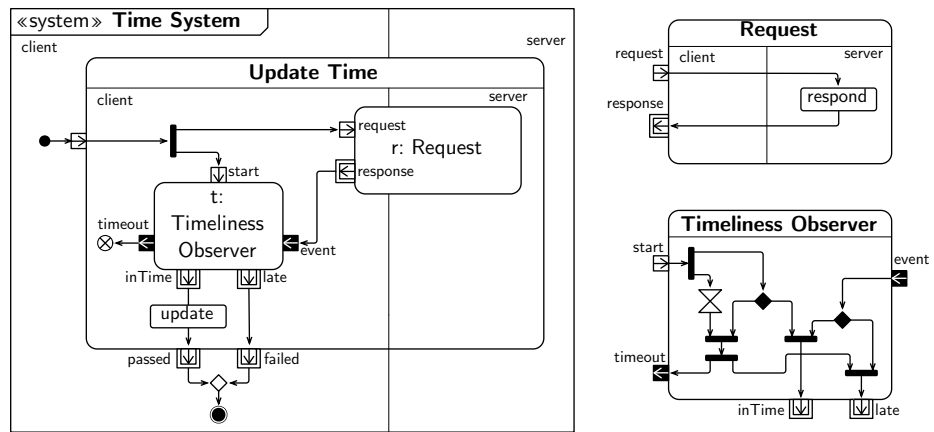 «system» Time System
client
server
Update Time
client
server
request
r: Request
response
start
t:
Timeliness
Observer
timeout
event
inTime
late
update
passed
failed
Request
request
client
server
respond
response
Timeliness Observer
start
event
timeout
inTime
late